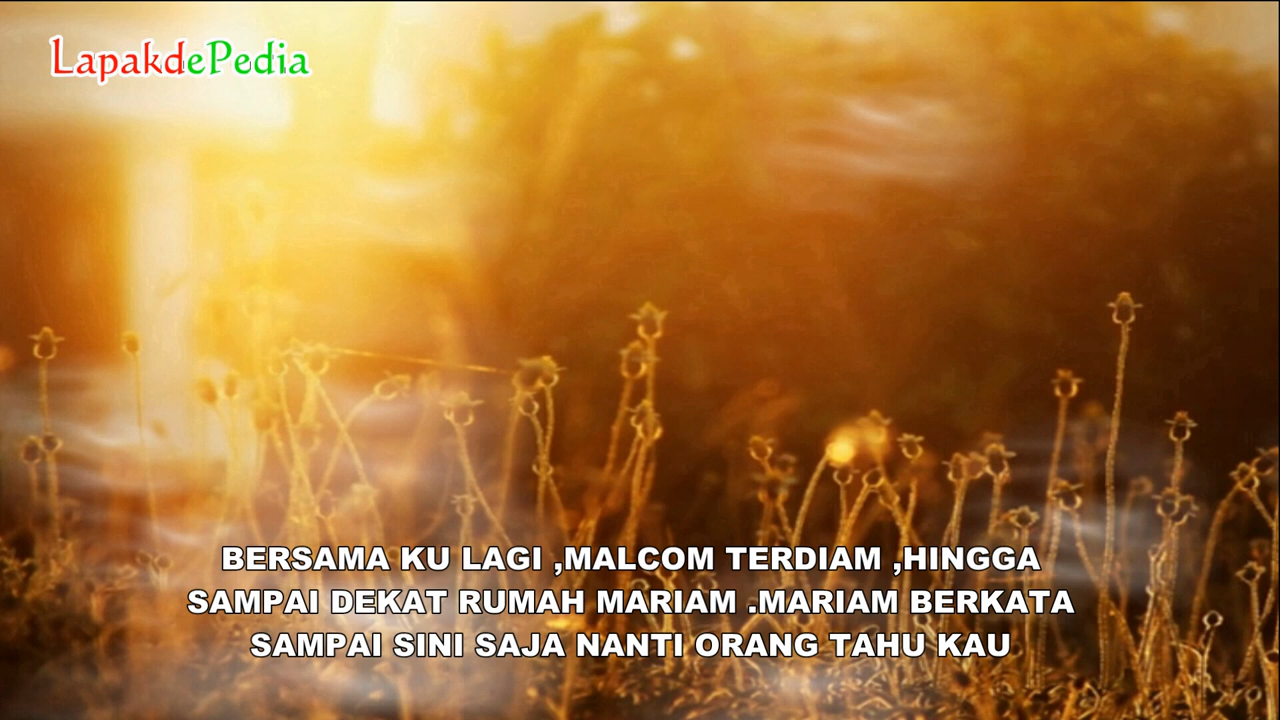 LapakdePedia
BERSAMA KU LAGI ,MALCOM TERDIAM ,HINGGA
SAMPAI DEKAT RUMAH MARIAM .MARIAM BERKATA
SAMPAI SINI SAJA NANTI ORANG TAHU KAU